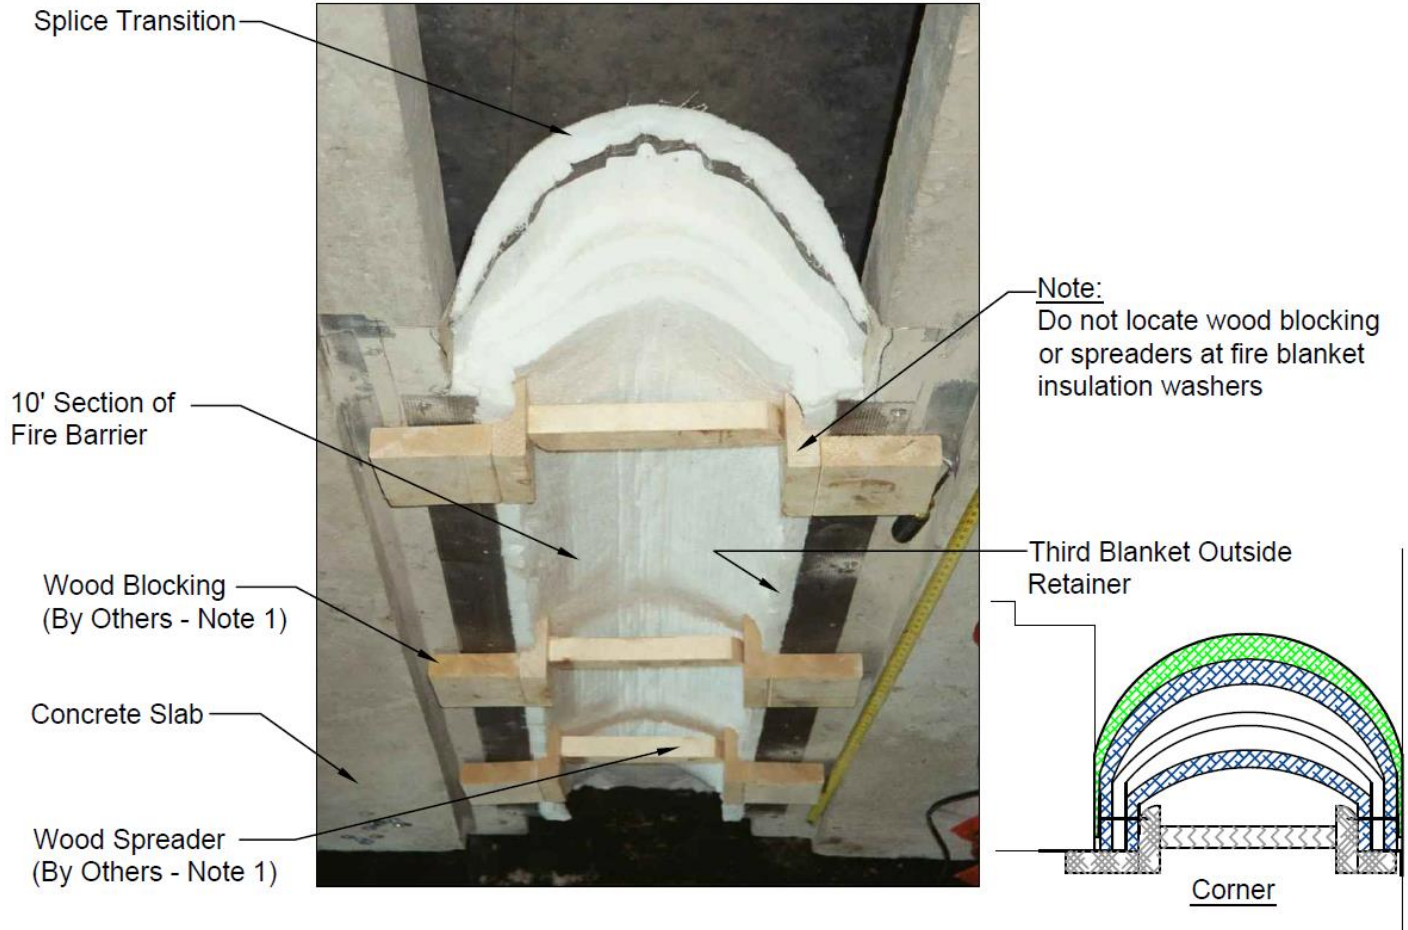 Splice Transition
Note:
Do not locate wood blocking
or spreaders at fire blanket
insulation washers
10' Section of
Fire Barrier
Third Blanket Outside
Retainer
Wood Blocking
(By Others - Note 1)
Concrete Slab
Wood Spreader
(By Others - Note 1)
Corner